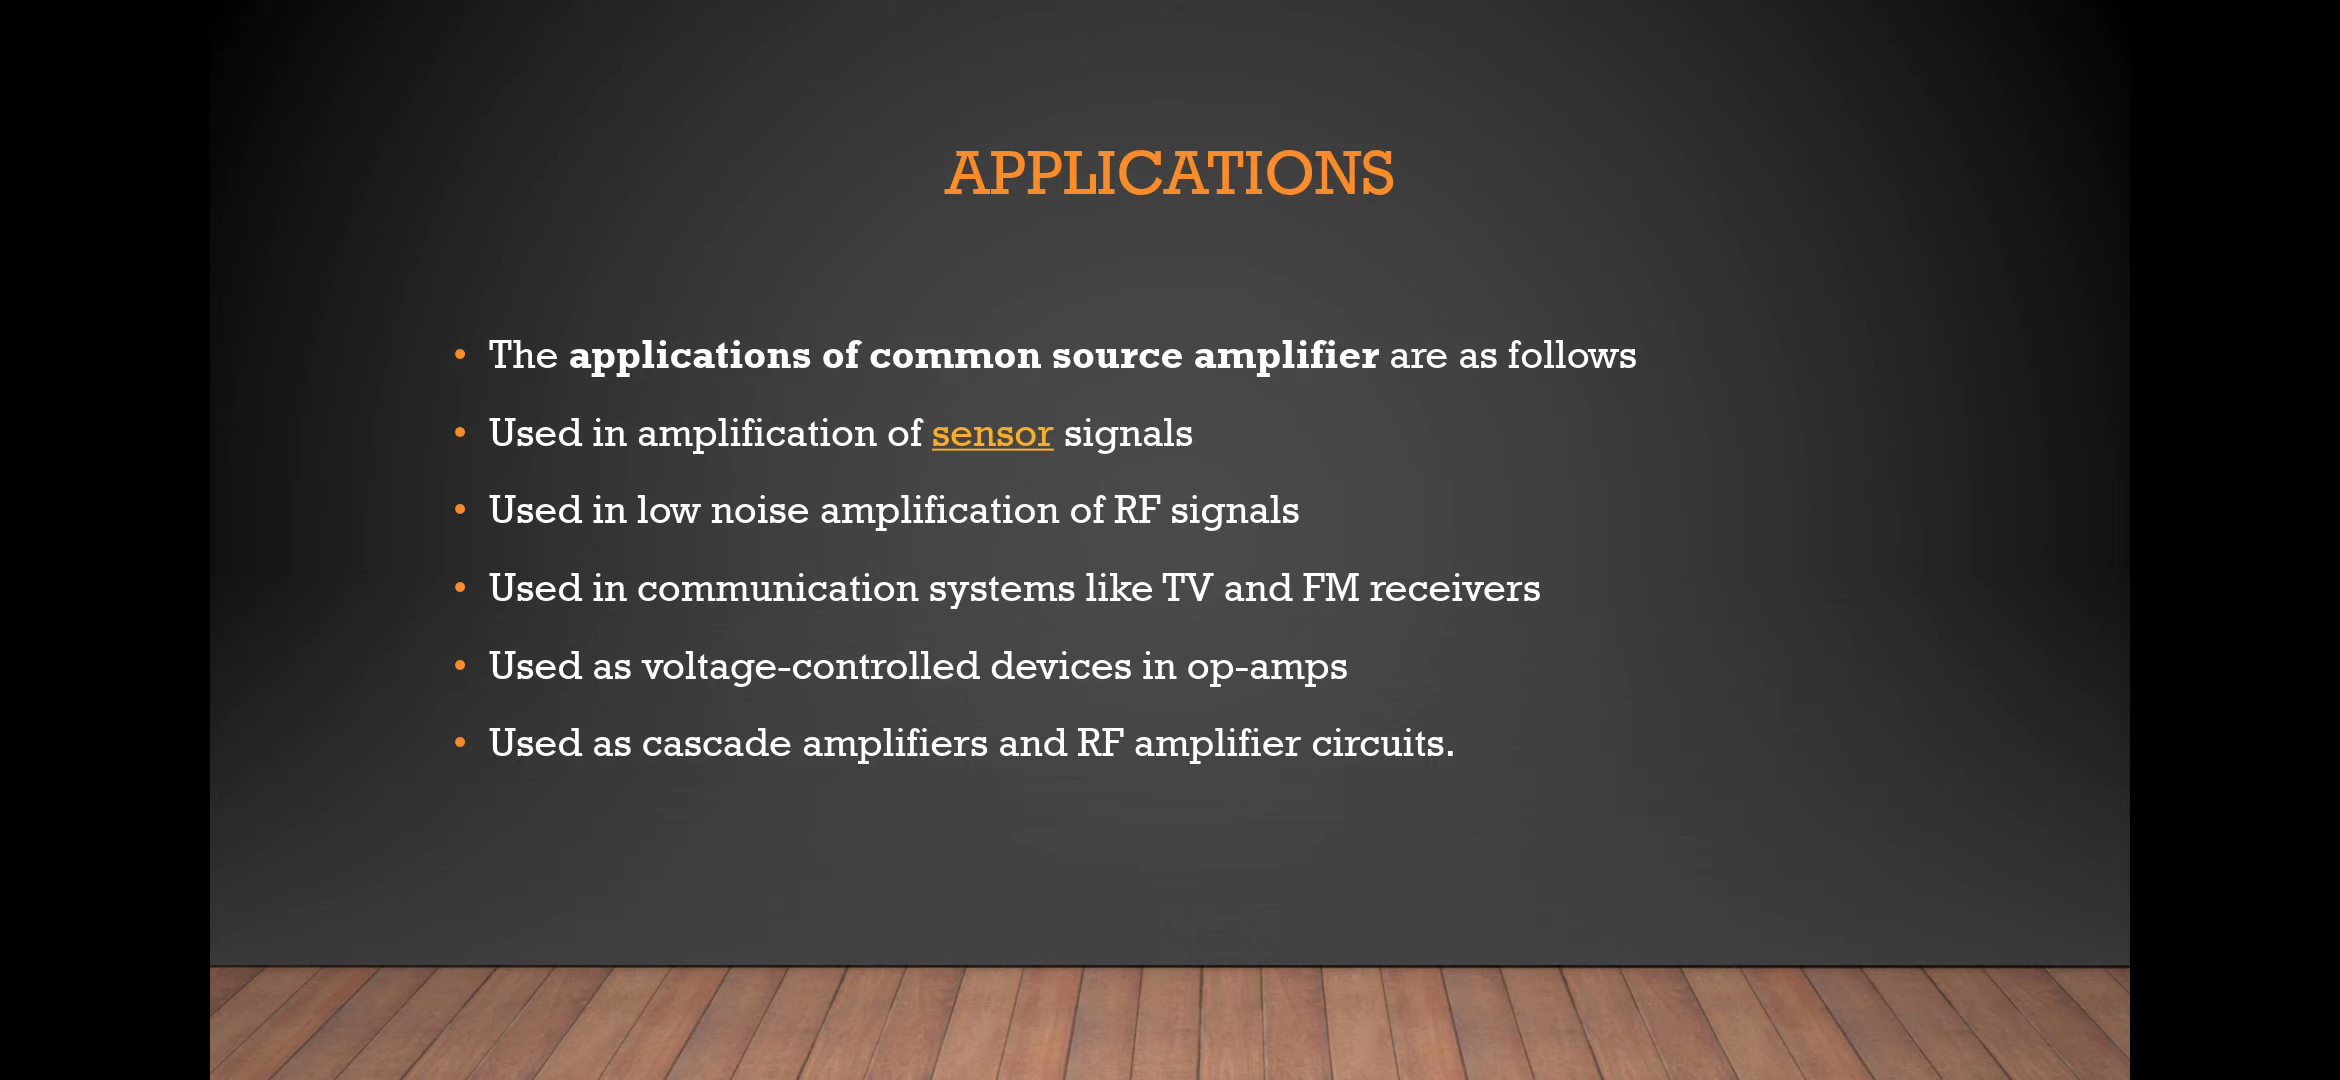 APPLICATIONS
• The applications of common source amplifier are as follows
• Used in amplification of sensor signals
• Used in low noise amplification of RF signals
• Used in communication systems like TV and FM receivers
• Used as voltage-controlled devices in op-amps
• Used as cascade amplifiers and RF amplifier circuits.